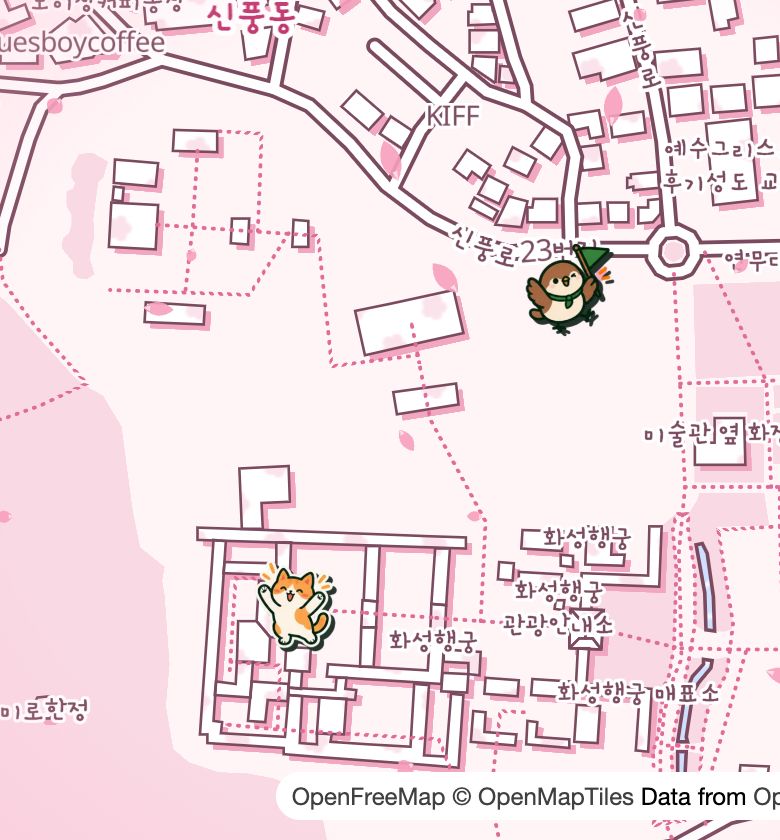 신풍동
uesboycoffee
신풍로
KIFF
예수그리스
후기성도 교
신풍로23번길
미술관 옆 화장
화성행궁
화성행궁
관광안내소
화성행궁
화성행궁 매표소
미로한정
OpenFreeMap © OpenMapTiles Data from Op